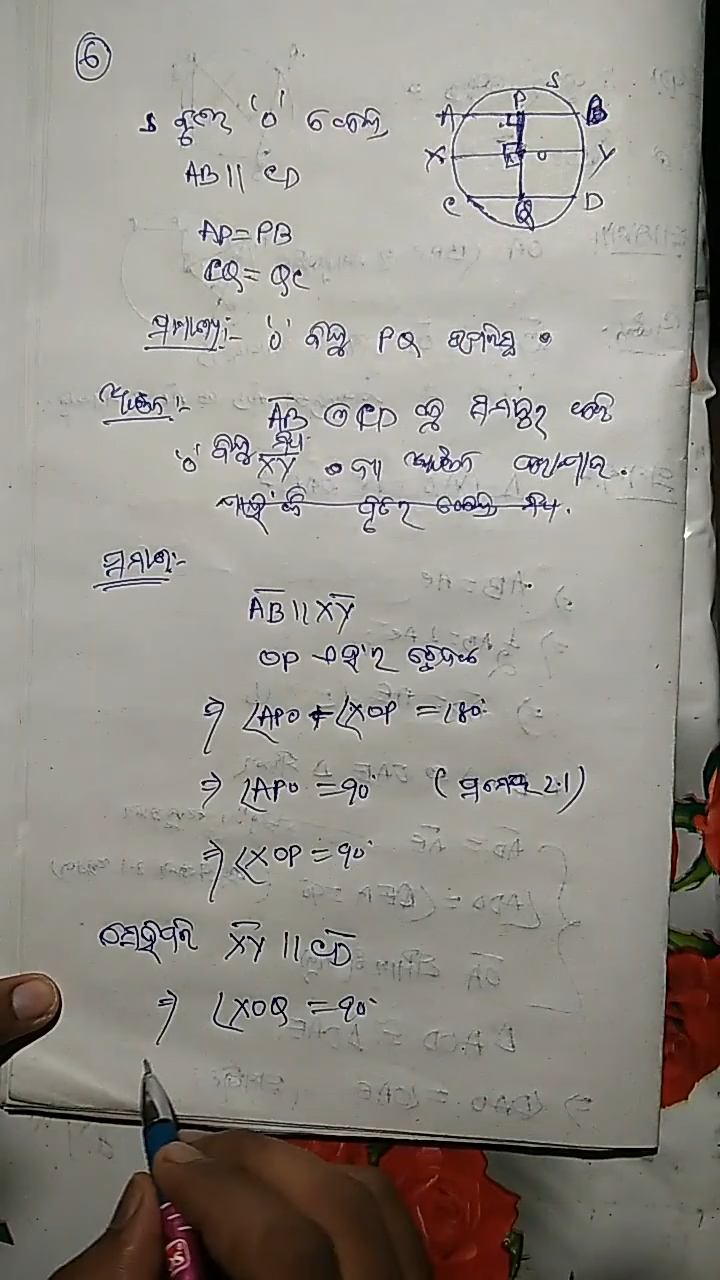 6
S ବୃତ୍ତର 'O' କେନ୍ଦ୍ର
AB || CD
AP = PB
CQ = QC
ପ୍ରମାଣ୍ୟ:- 'O' ବିନ୍ଦୁ PQ ଉପରିସ୍ଥ
ଅଙ୍କନ :- AB ଓ CD କୁ ସମାନ୍ତର କରି
'O' ବିନ୍ଦୁ ମଧ୍ୟ XY ଅଙ୍କନ କରାଯାଉ.
ପ୍ରମାଣ:-
AB || XY
OP ଛେଦକ
⇒ ∠APO + ∠XOP = 180°
⇒ ∠APO = 90° (ପ୍ରମେୟ 2.1)
⇒ ∠XOP = 90°
ସେହିପରି XY || CD
⇒ ∠XOQ = 90°
S
A P B
X O Y
C Q D